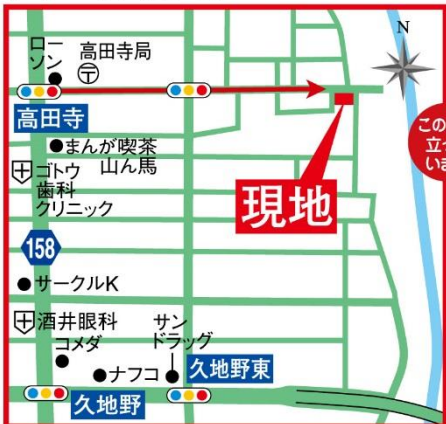 ロー
ソン
高田寺局
〒
N
高田寺
まんが喫茶
山ん馬
ゴトウ
歯科
クリニック
この
立っ
いま
現地
158
サークルK
酒井眼科
サン
ドラッグ
コメダ
ナフコ
久地野東
久地野